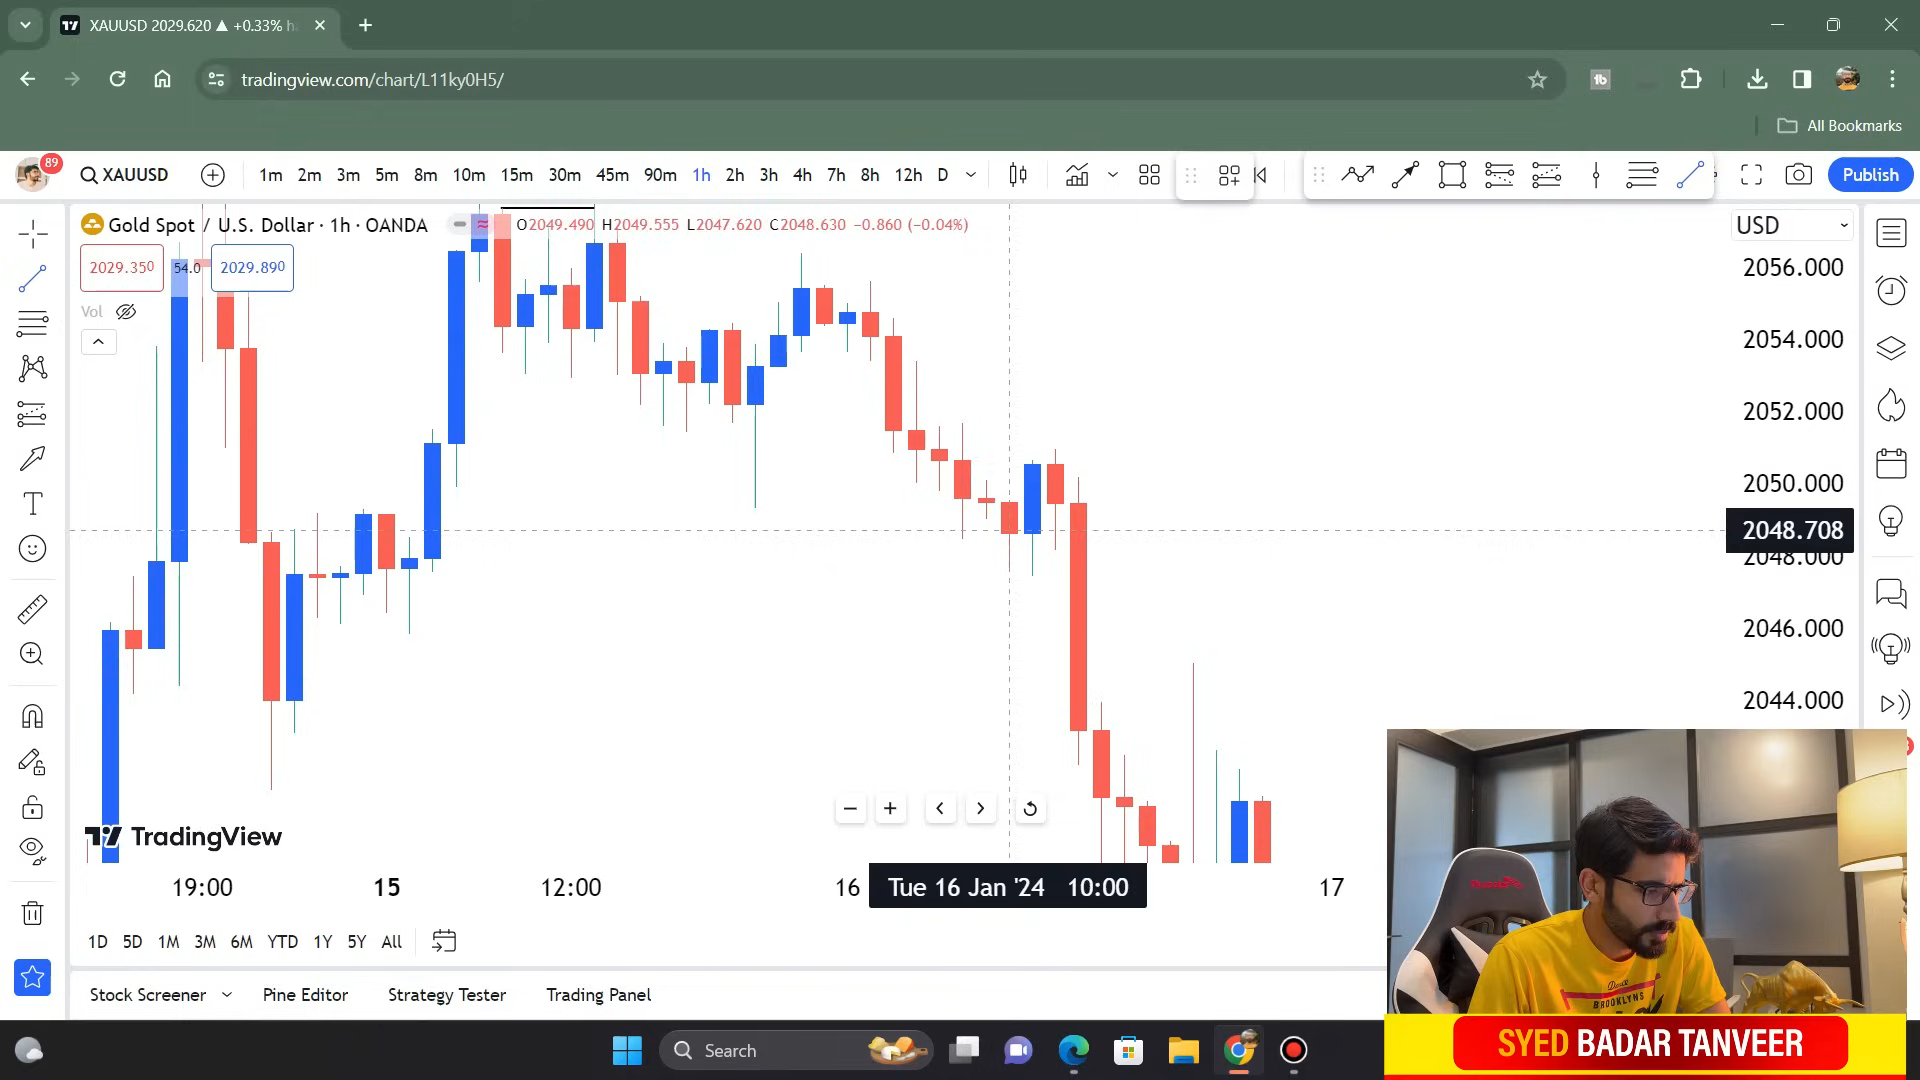 XAUUSD 2029.620 ▲ +0.33%
tradingview.com/chart/L11ky0H5/
All Bookmarks
89
XAUUSD
1m 2m 3m 5m 8m 10m 15m 30m 45m 90m 1h 2h 3h 4h 7h 8h 12h D
Publish
Gold Spot / U.S. Dollar · 1h · OANDA
O2049.490 H2049.555 L2047.620 C2048.630 −0.860 (−0.04%)
USD
2029.350
54.0
2029.890
Vol
2056.000
2054.000
2052.000
2050.000
2048.708
2048.000
2046.000
2044.000
TradingView
19:00
15
12:00
16
Tue 16 Jan '24 10:00
17
1D 5D 1M 3M 6M YTD 1Y 5Y All
Stock Screener
Pine Editor
Strategy Tester
Trading Panel
BROOKLYNS
Search
SYED BADAR TANVEER